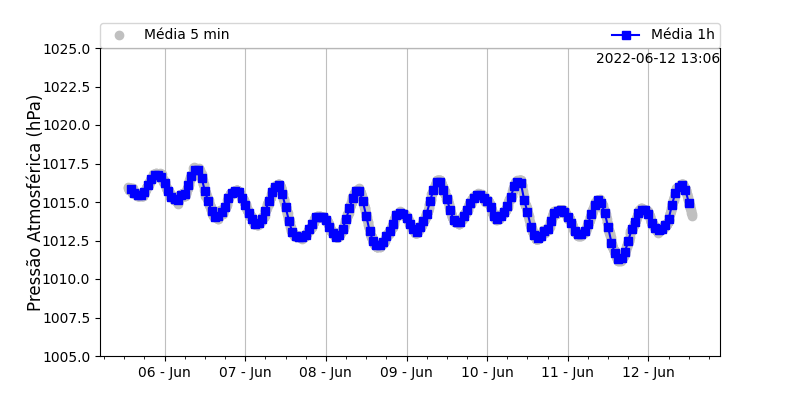 Média 5 min
Média 1h
2022-06-12 13:06
Pressão Atmosférica (hPa)
1025.0
1022.5
1020.0
1017.5
1015.0
1012.5
1010.0
1007.5
1005.0
06 - Jun
07 - Jun
08 - Jun
09 - Jun
10 - Jun
11 - Jun
12 - Jun